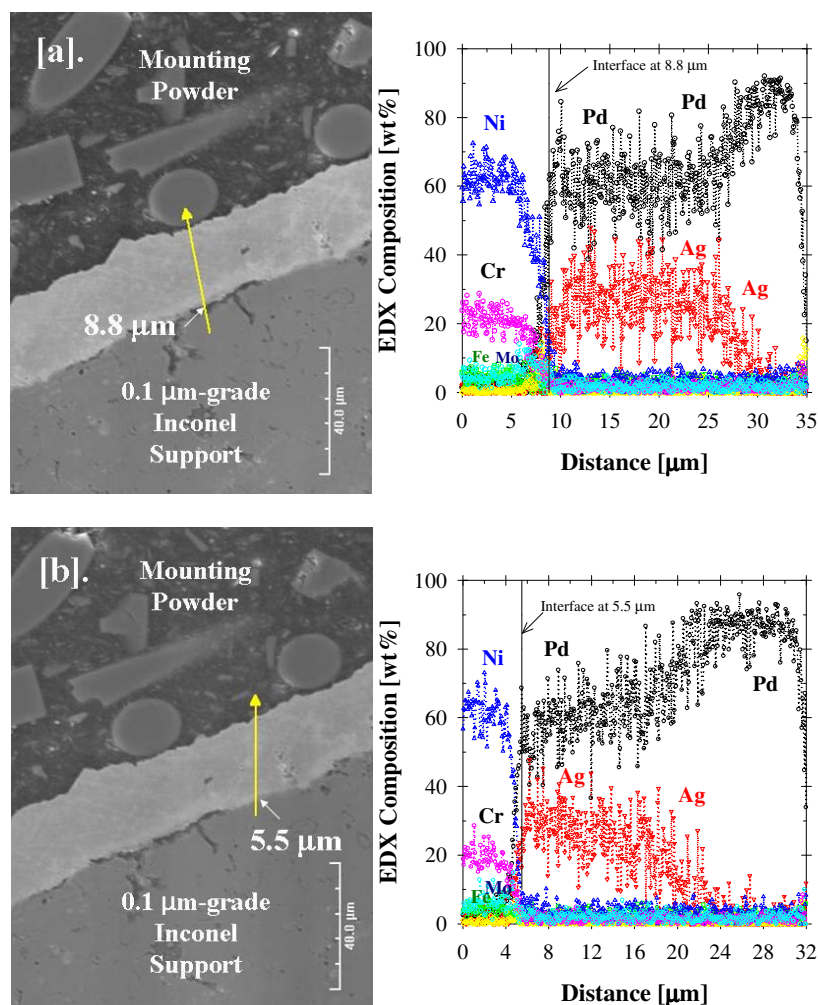 [a].
Mounting
Powder
8.8 µm
0.1 µm-grade
Inconel
Support
40.0 µm
EDX Composition [wt%]
100
80
60
40
20
0
Interface at 8.8 µm
Ni
Pd
Pd
Cr
Ag
Ag
Fe
Mo
0
5
10
15
20
25
30
35
Distance [µm]
[b].
Mounting
Powder
5.5 µm
0.1 µm-grade
Inconel
Support
40.0 µm
EDX Composition [wt%]
100
80
60
40
20
0
Interface at 5.5 µm
Ni
Pd
Pd
Cr
Ag
Ag
Mo
Fe
0
4
8
12
16
20
24
28
32
Distance [µm]